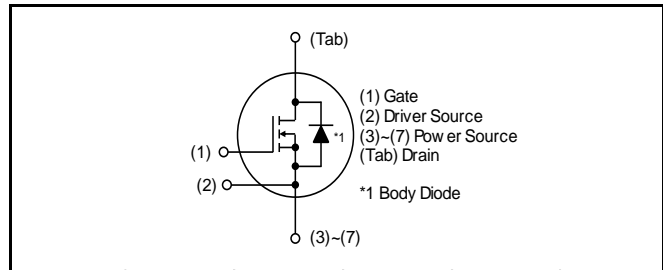 (Tab)
(1) Gate
(2) Driver Source
(3)~(7) Power Source
(Tab) Drain
*1
(1)
(2)
*1 Body Diode
(3)~(7)